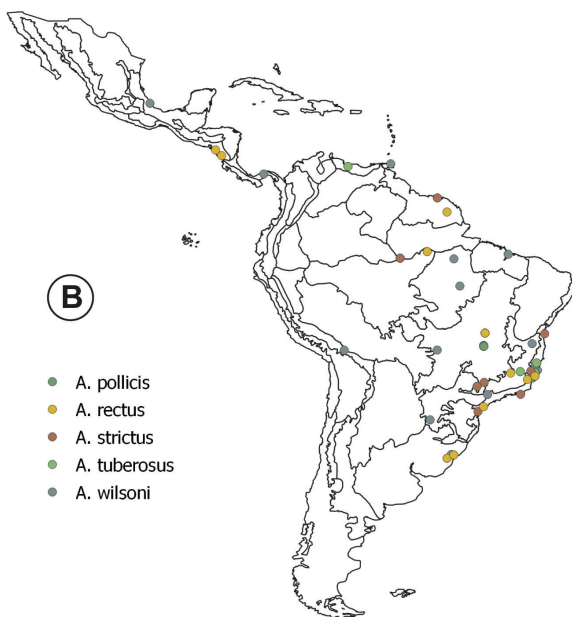 B
A. pollicis
A. rectus
A. strictus
A. tuberosus
A. wilsoni